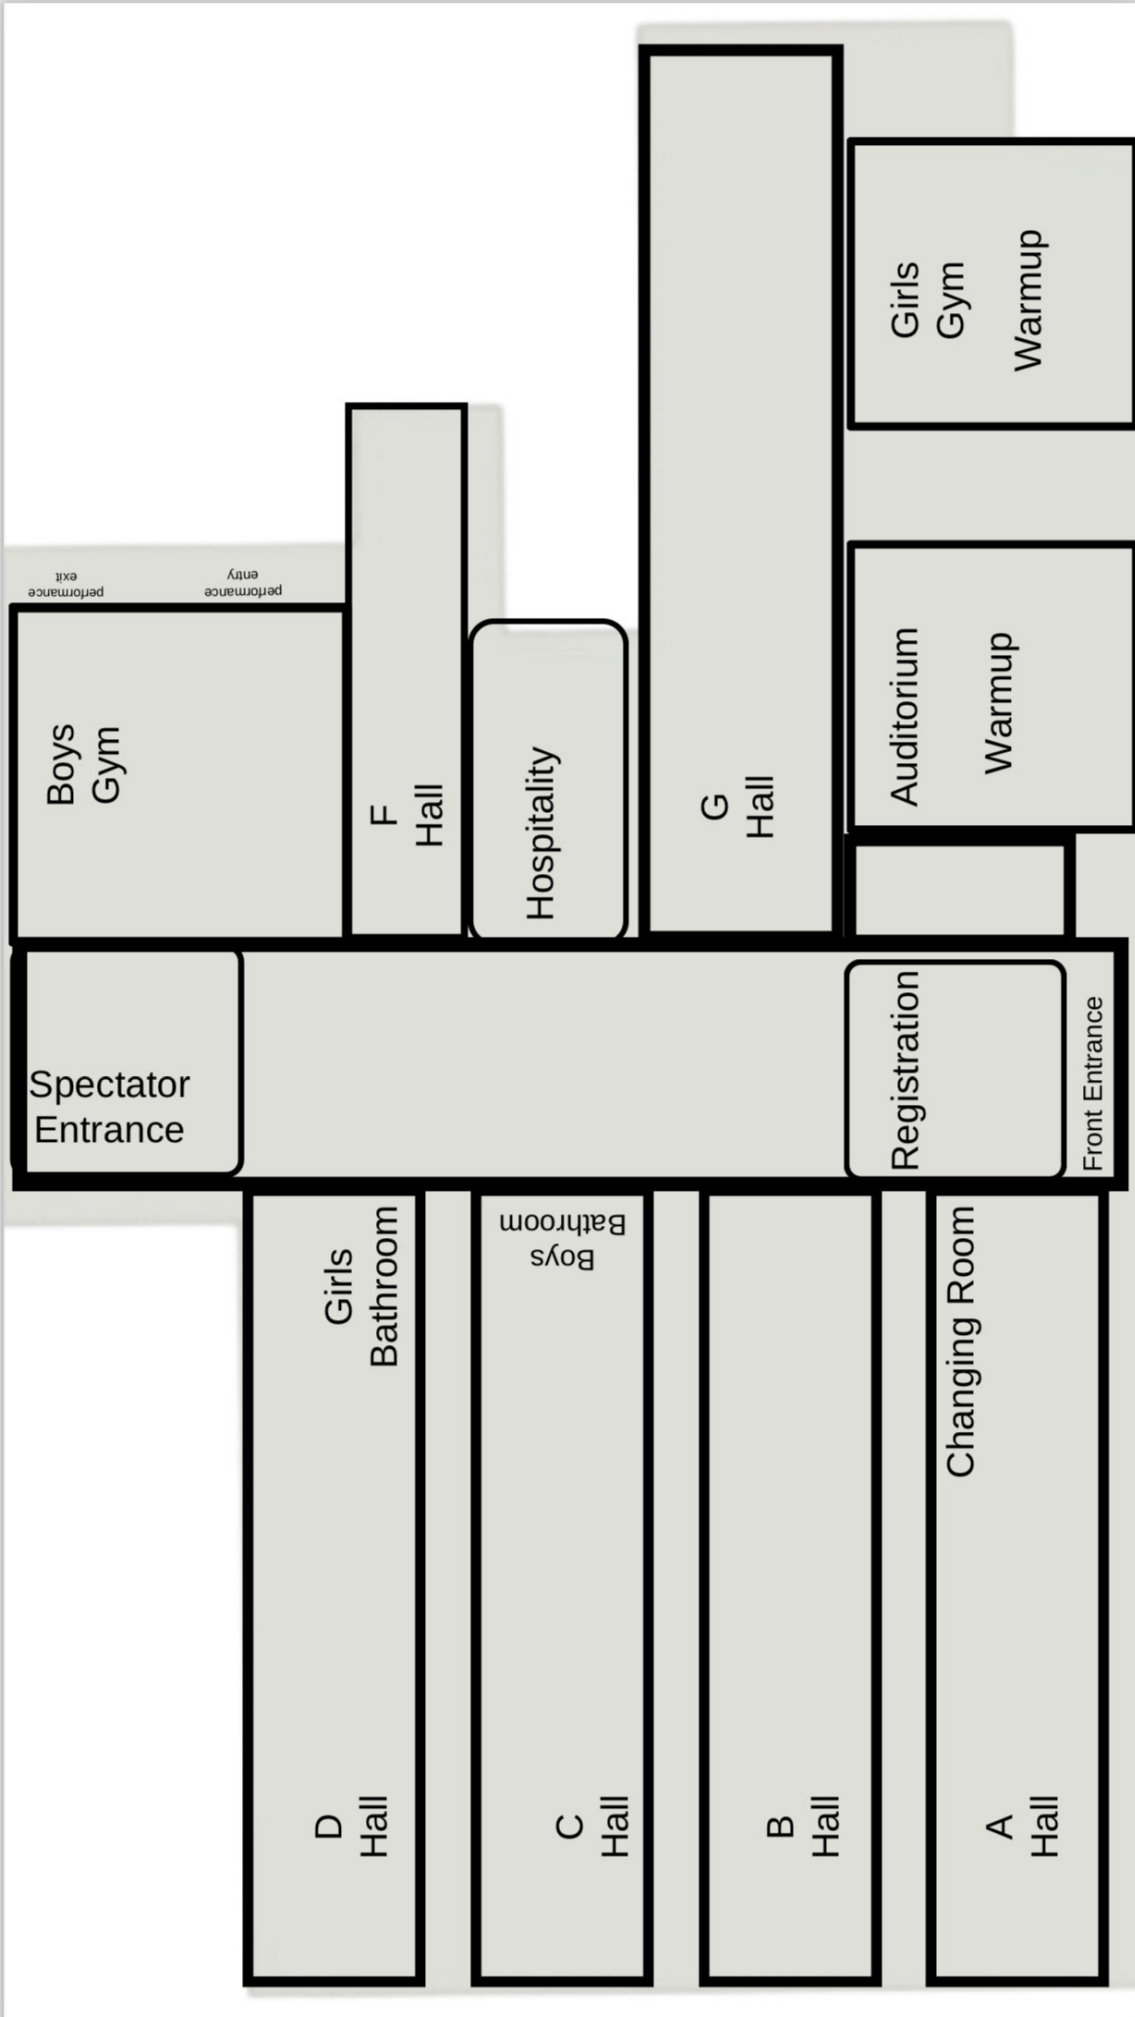 Girls
Gym
Warmup
performance
exit
performance
entry
Boys
Gym
F
Hall
Hospitality
G
Hall
Auditorium
Warmup
Spectator
Entrance
Registration
Front Entrance
Girls
Bathroom
Boys
Bathroom
Changing Room
D
Hall
C
Hall
B
Hall
A
Hall